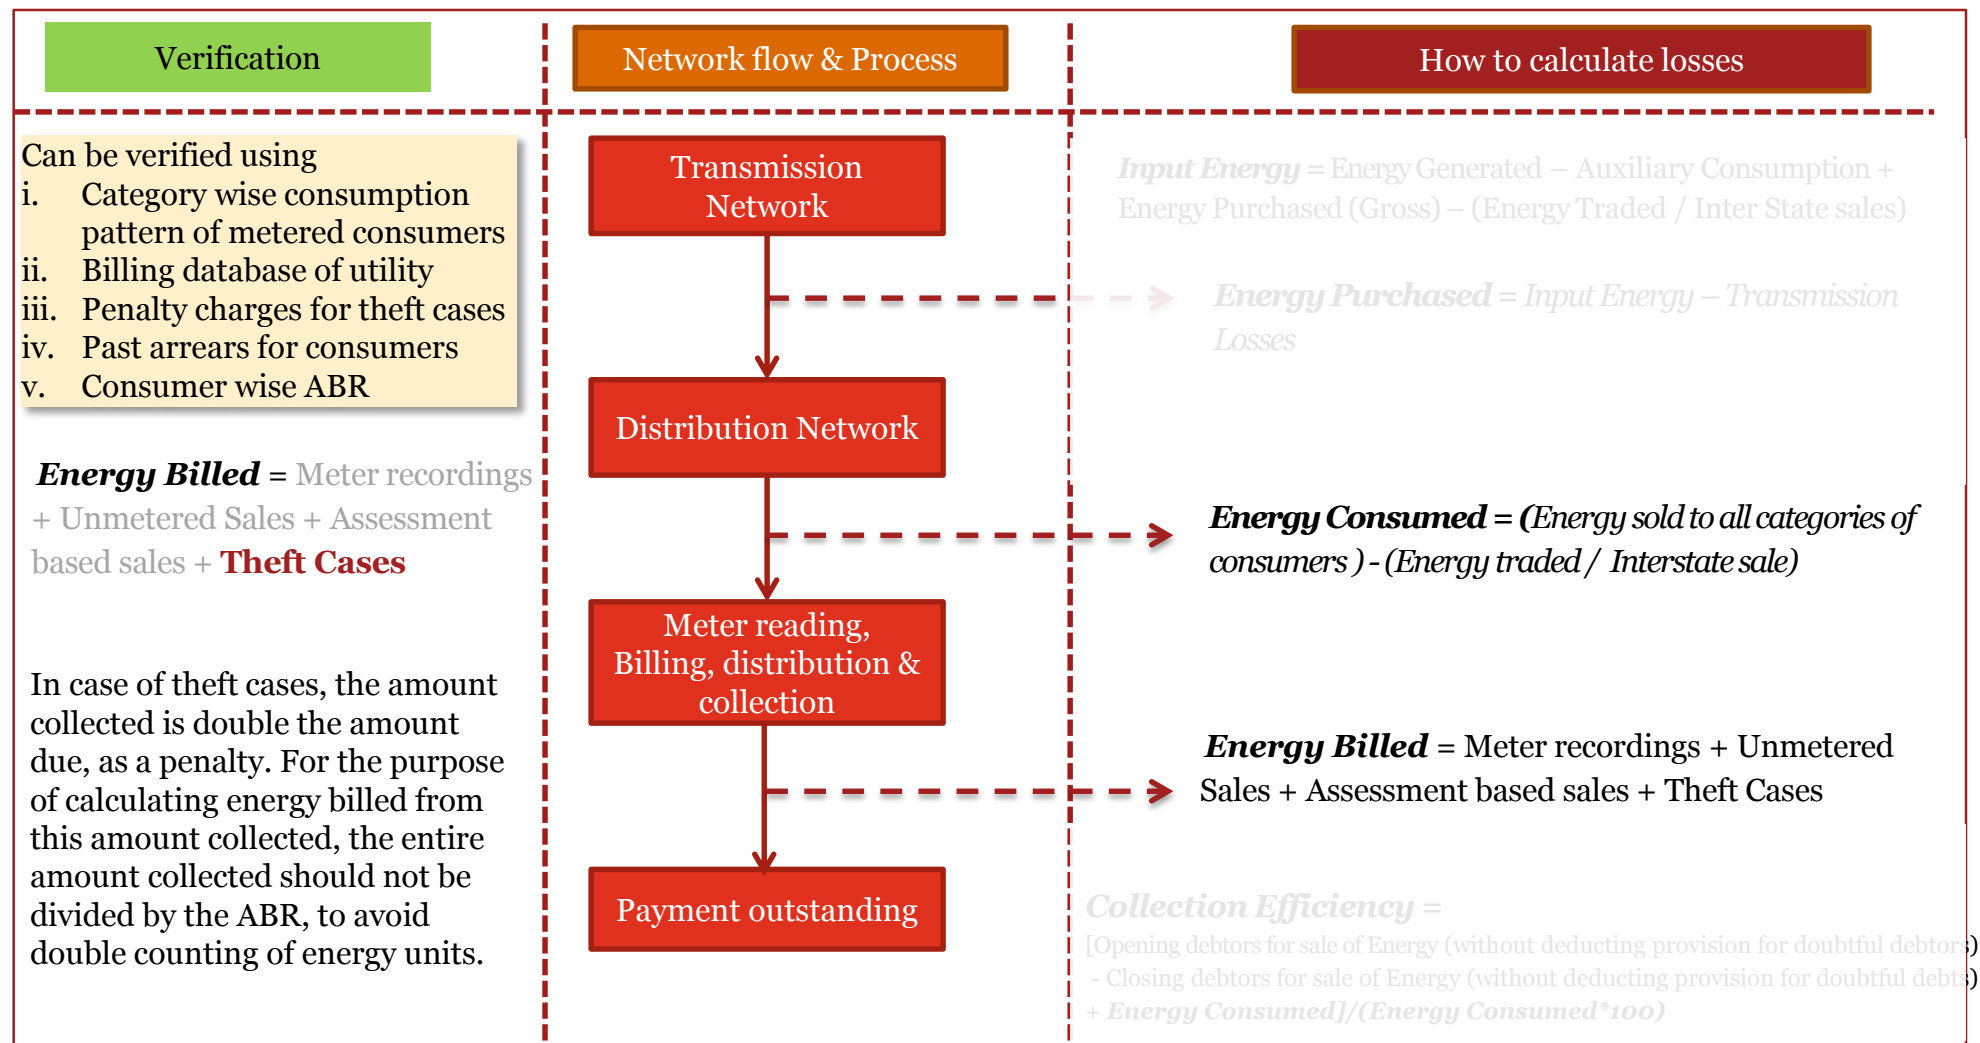 Verification
Network flow & Process
How to calculate losses
Can be verified using
i. Category wise consumption
pattern of metered consumers
ii. Billing database of utility
iii. Penalty charges for theft cases
iv. Past arrears for consumers
v. Consumer wise ABR
Energy Billed = Meter recordings
+ Unmetered Sales + Assessment
based sales + Theft Cases
In case of theft cases, the amount
collected is double the amount
due, as a penalty. For the purpose
of calculating energy billed from
this amount collected, the entire
amount collected should not be
divided by the ABR, to avoid
double counting of energy units.
Transmission
Network
Distribution Network
Meter reading,
Billing, distribution &
collection
Payment outstanding
Input Energy = Energy Generated – Auxiliary Consumption +
Energy Purchased (Gross) – (Energy Traded / Inter State sales)
Energy Purchased = Input Energy – Transmission
Losses
Energy Consumed = (Energy sold to all categories of
consumers ) - (Energy traded / Interstate sale)
Energy Billed = Meter recordings + Unmetered
Sales + Assessment based sales + Theft Cases
Collection Efficiency =
[Opening debtors for sale of Energy (without deducting provision for doubtful debtors)
- Closing debtors for sale of Energy (without deducting provision for doubtful debts)
+ Energy Consumed]/(Energy Consumed*100)